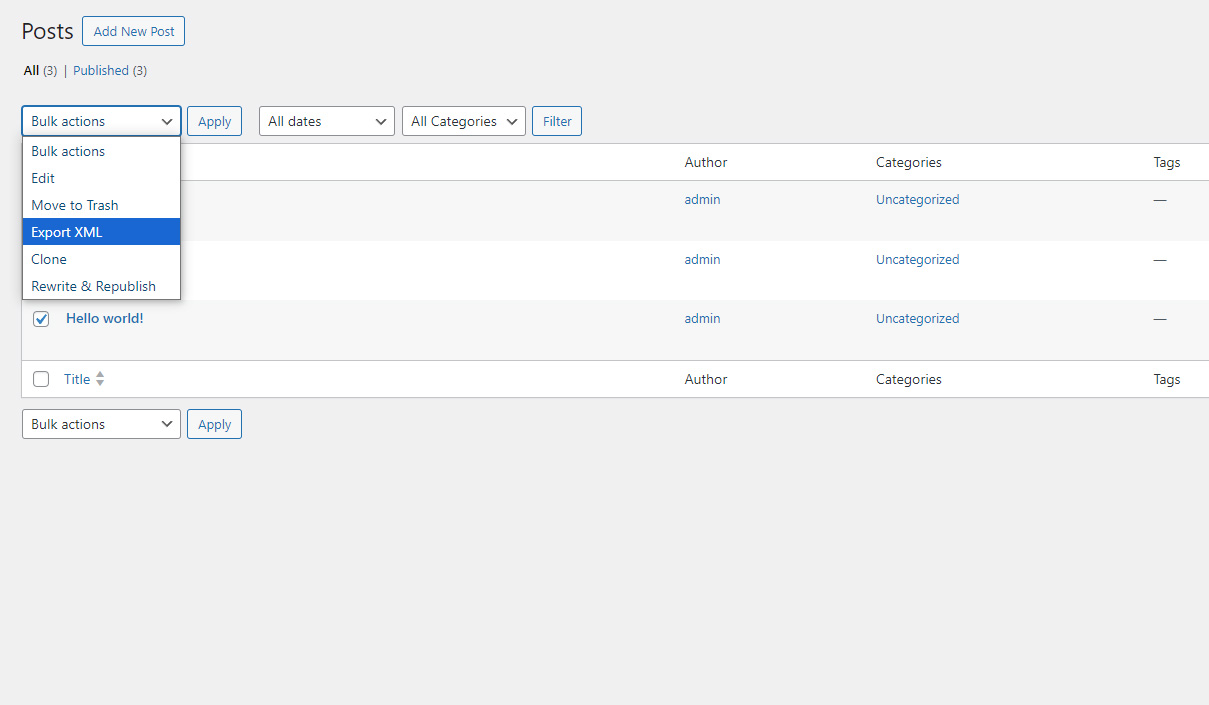 Posts Add New Post
All (3) | Published (3)
Bulk actions Apply All dates All Categories Filter
Bulk actions
Edit
Move to Trash
Export XML
Clone
Rewrite & Republish
Author Categories Tags
admin Uncategorized —
admin Uncategorized —
Hello world! admin Uncategorized —
Title Author Categories Tags
Bulk actions Apply